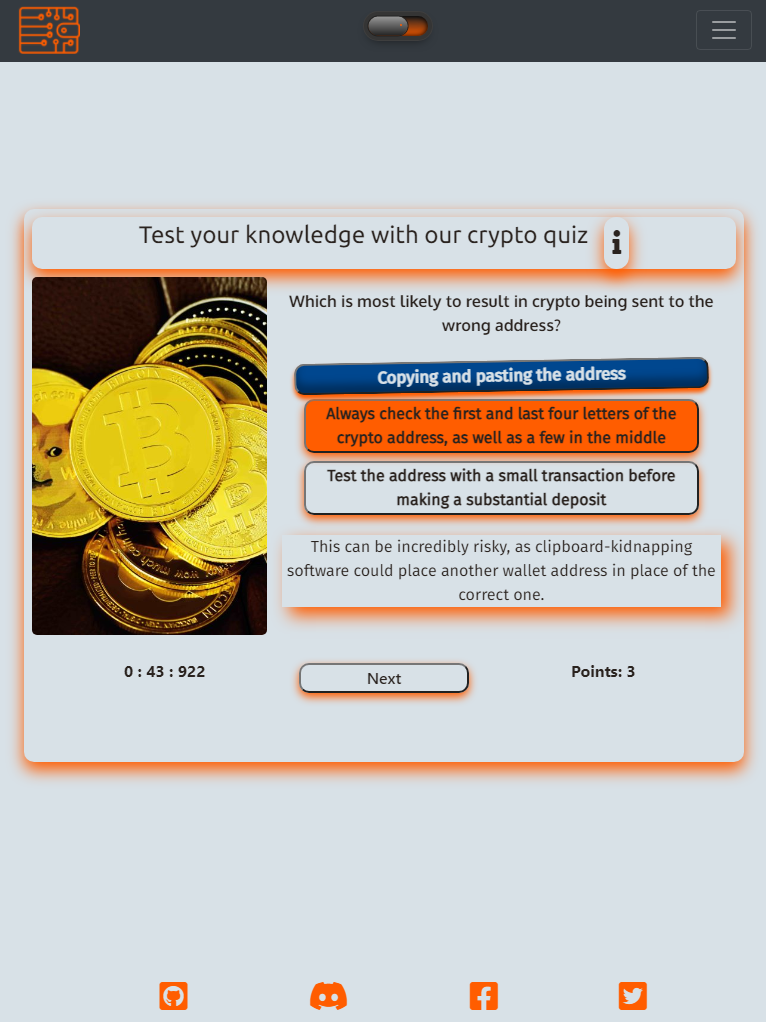 Test your knowledge with our crypto quiz
Which is most likely to result in crypto being sent to the
wrong address?
Copying and pasting the address
Always check the first and last four letters of the
crypto address, as well as a few in the middle
Test the address with a small transaction before
making a substantial deposit
This can be incredibly risky, as clipboard-kidnapping
software could place another wallet address in place of the
correct one.
BITCOIN
BITCOIN
0 : 43 : 922
Next
Points: 3